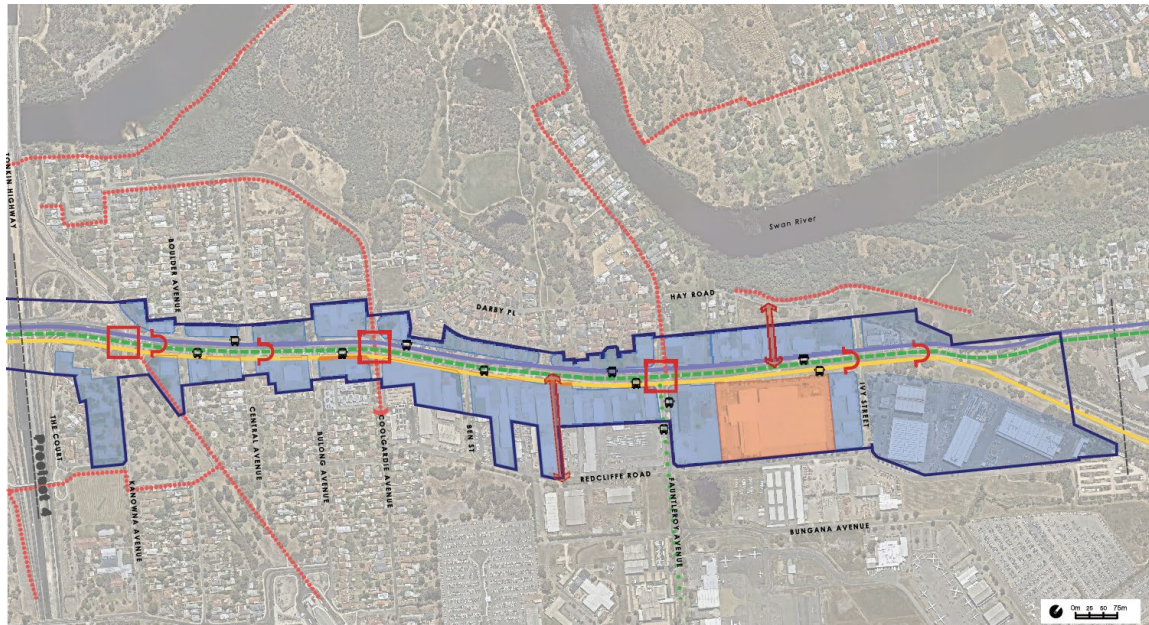 TONKIN HIGHWAY
BOULDER AVENUE
DARBY PL
HAY ROAD
Swan River
THE COURT
Precinct 4
KANOWNA AVENUE
CENTRAL AVENUE
BULONG AVENUE
COOLGARDIE AVENUE
BEN ST
REDCLIFFE ROAD
FAUNTLEROY AVENUE
IVY STREET
BUNGANA AVENUE
0m 25 50 75m